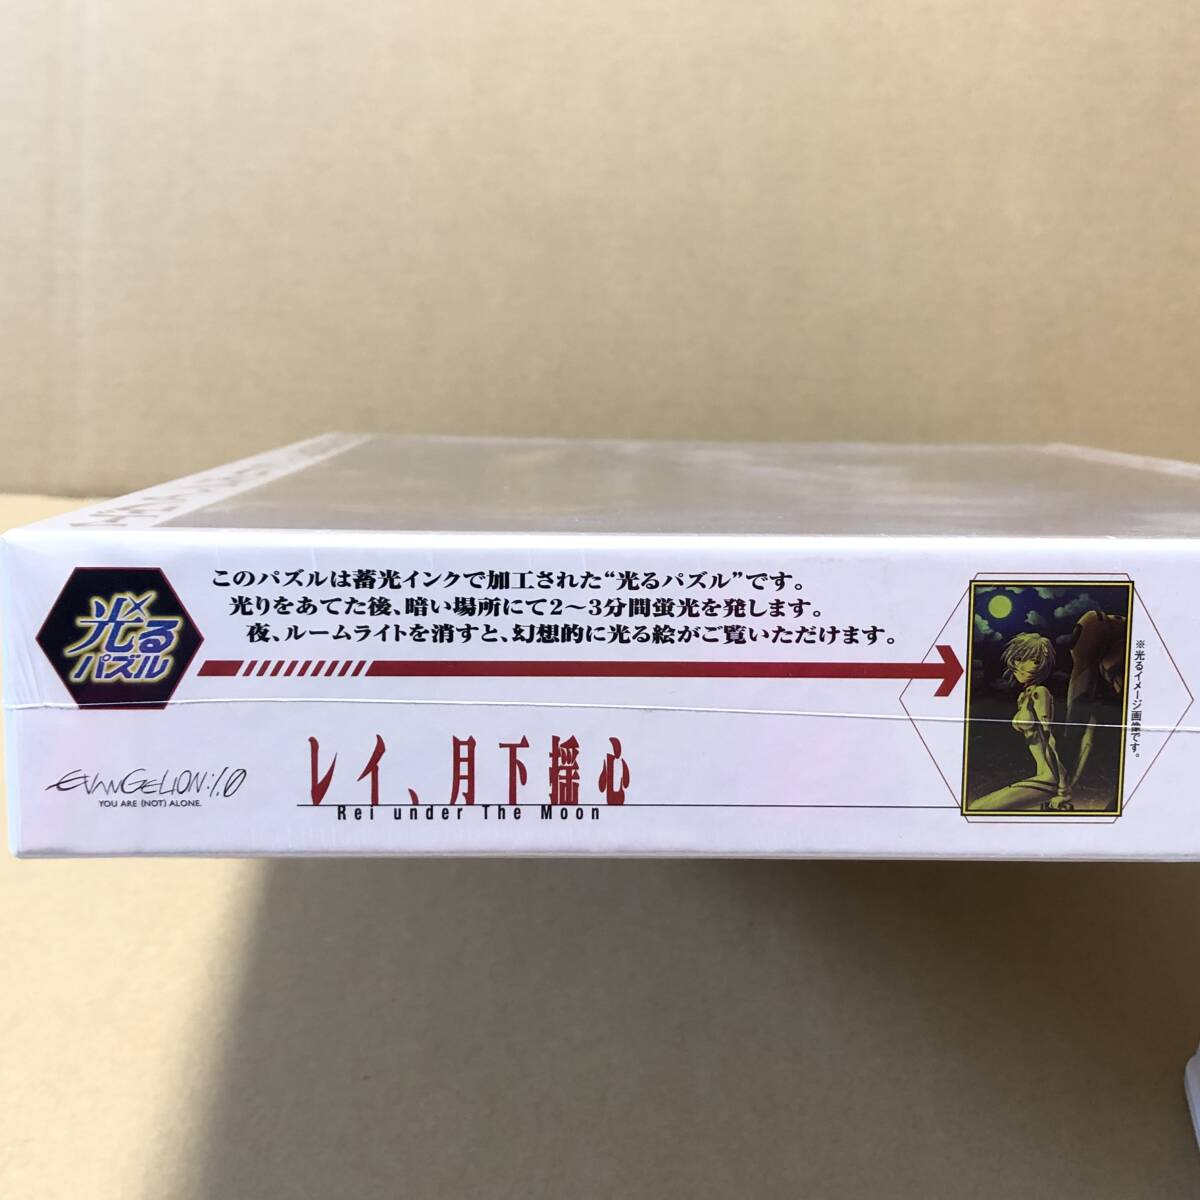 このパズルは蓄光インクで加工された“光るパズル”です。
光りをあてた後、暗い場所にて2〜3分間蛍光を発します。
夜、ルームライトを消すと、幻想的に光る絵がご覧いただけます。
光る
パズル
※光るイメージ画像です。
EVANGELION:1.0
YOU ARE (NOT) ALONE.
レイ、月下揺心
Rei under The Moon